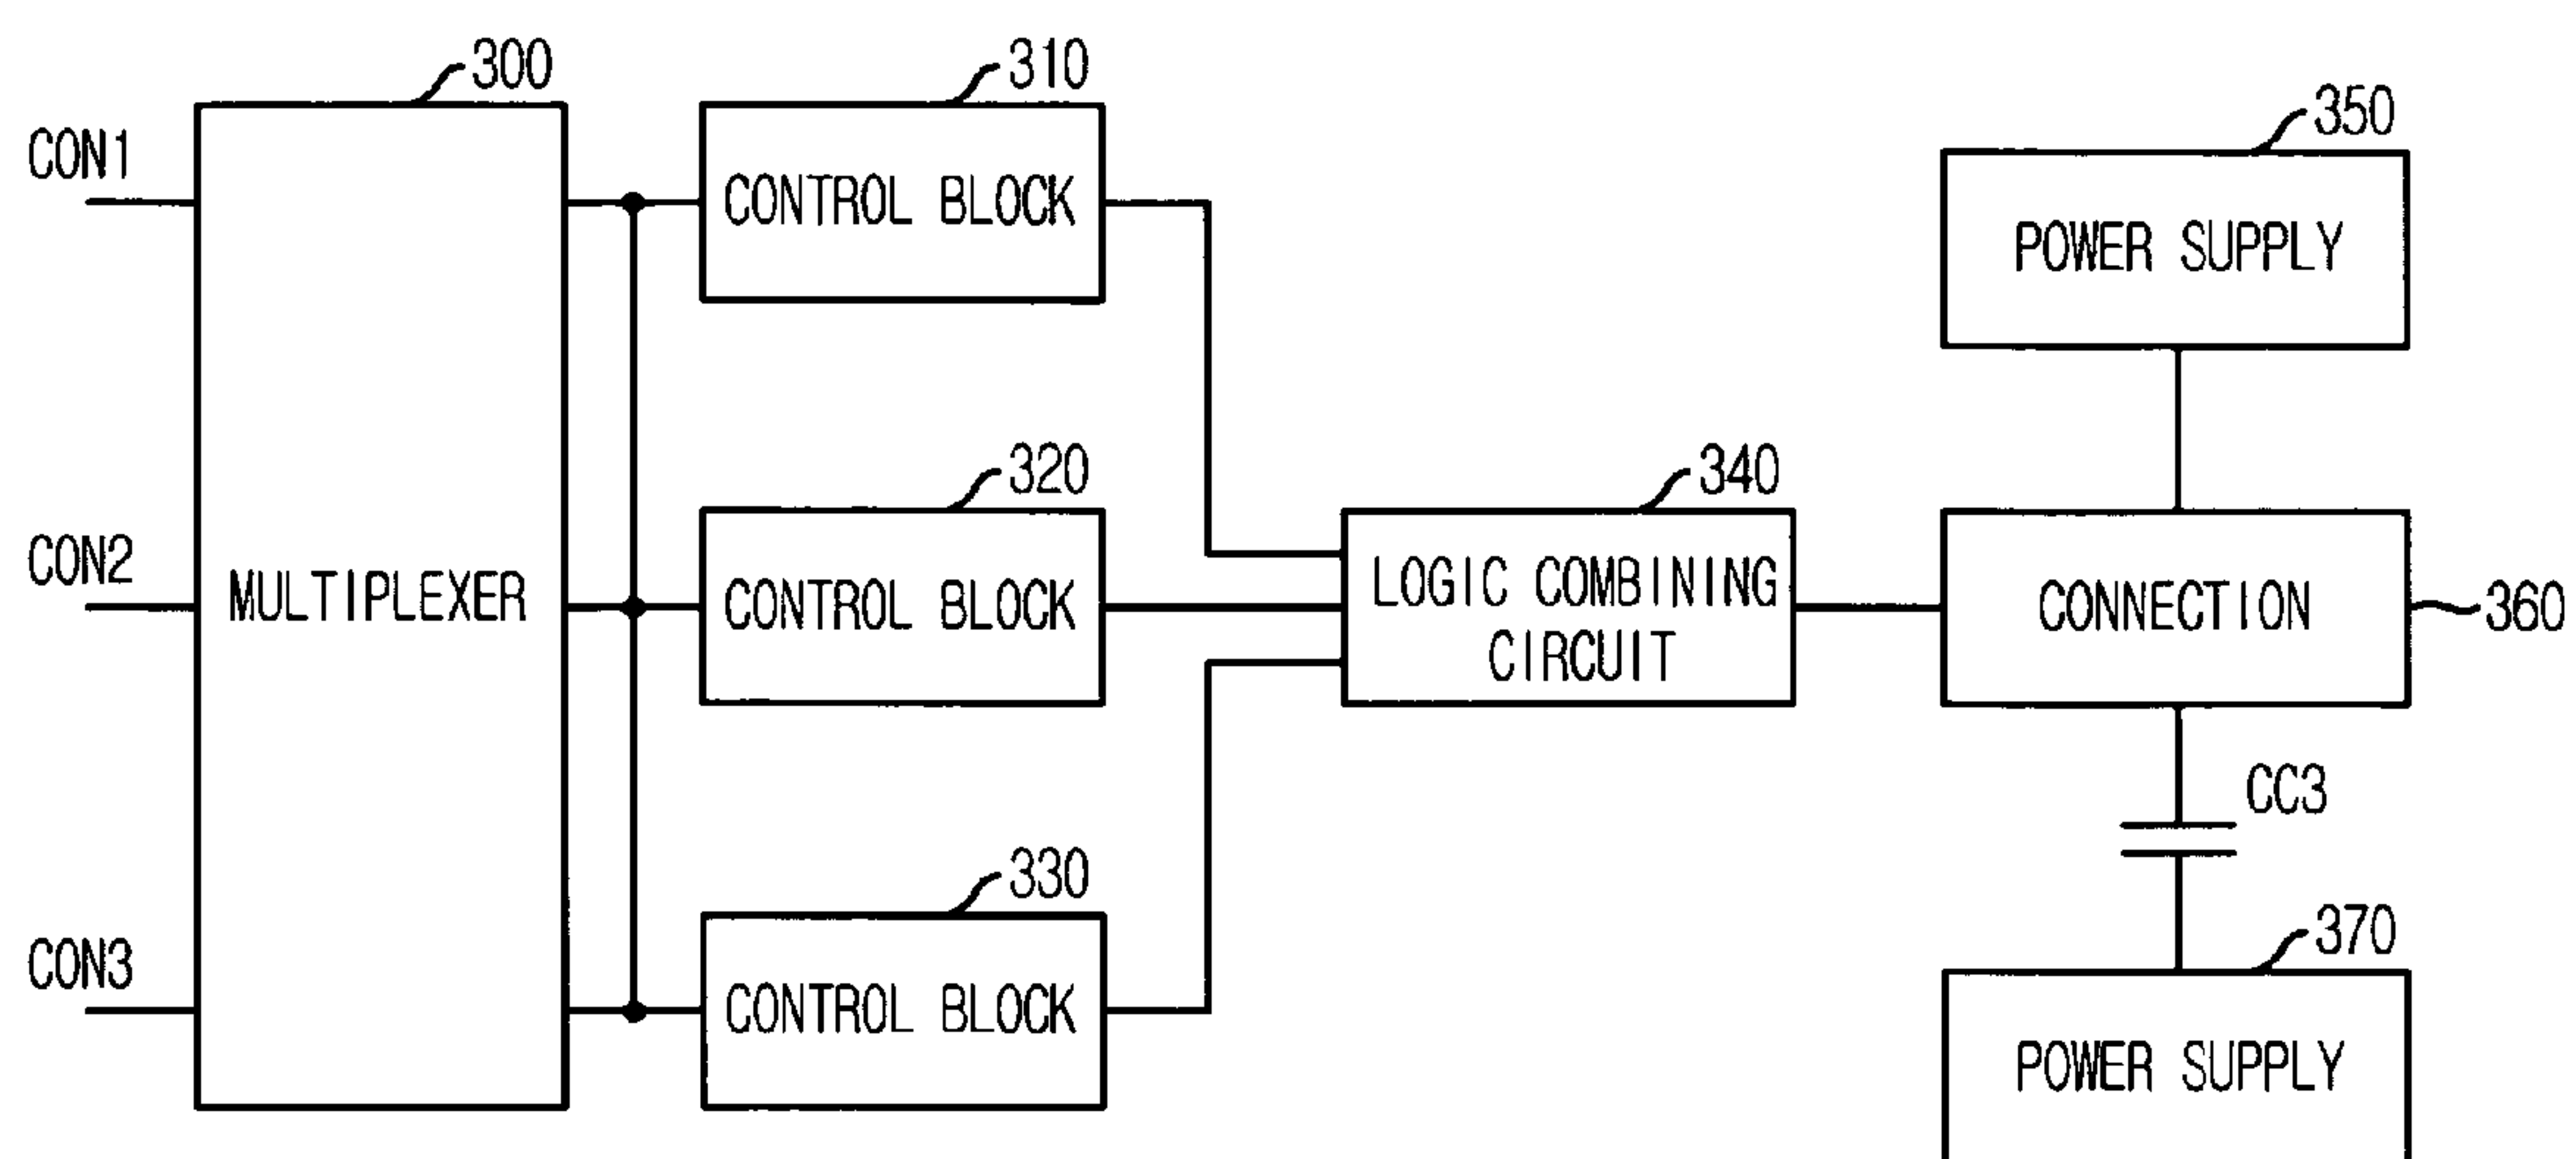 300
310
350
CON1
CONTROL BLOCK
POWER SUPPLY
320
340
CON2
MULTIPLEXER
CONTROL BLOCK
LOGIC COMBINING
CIRCUIT
CONNECTION
360
CC3
330
370
CON3
CONTROL BLOCK
POWER SUPPLY